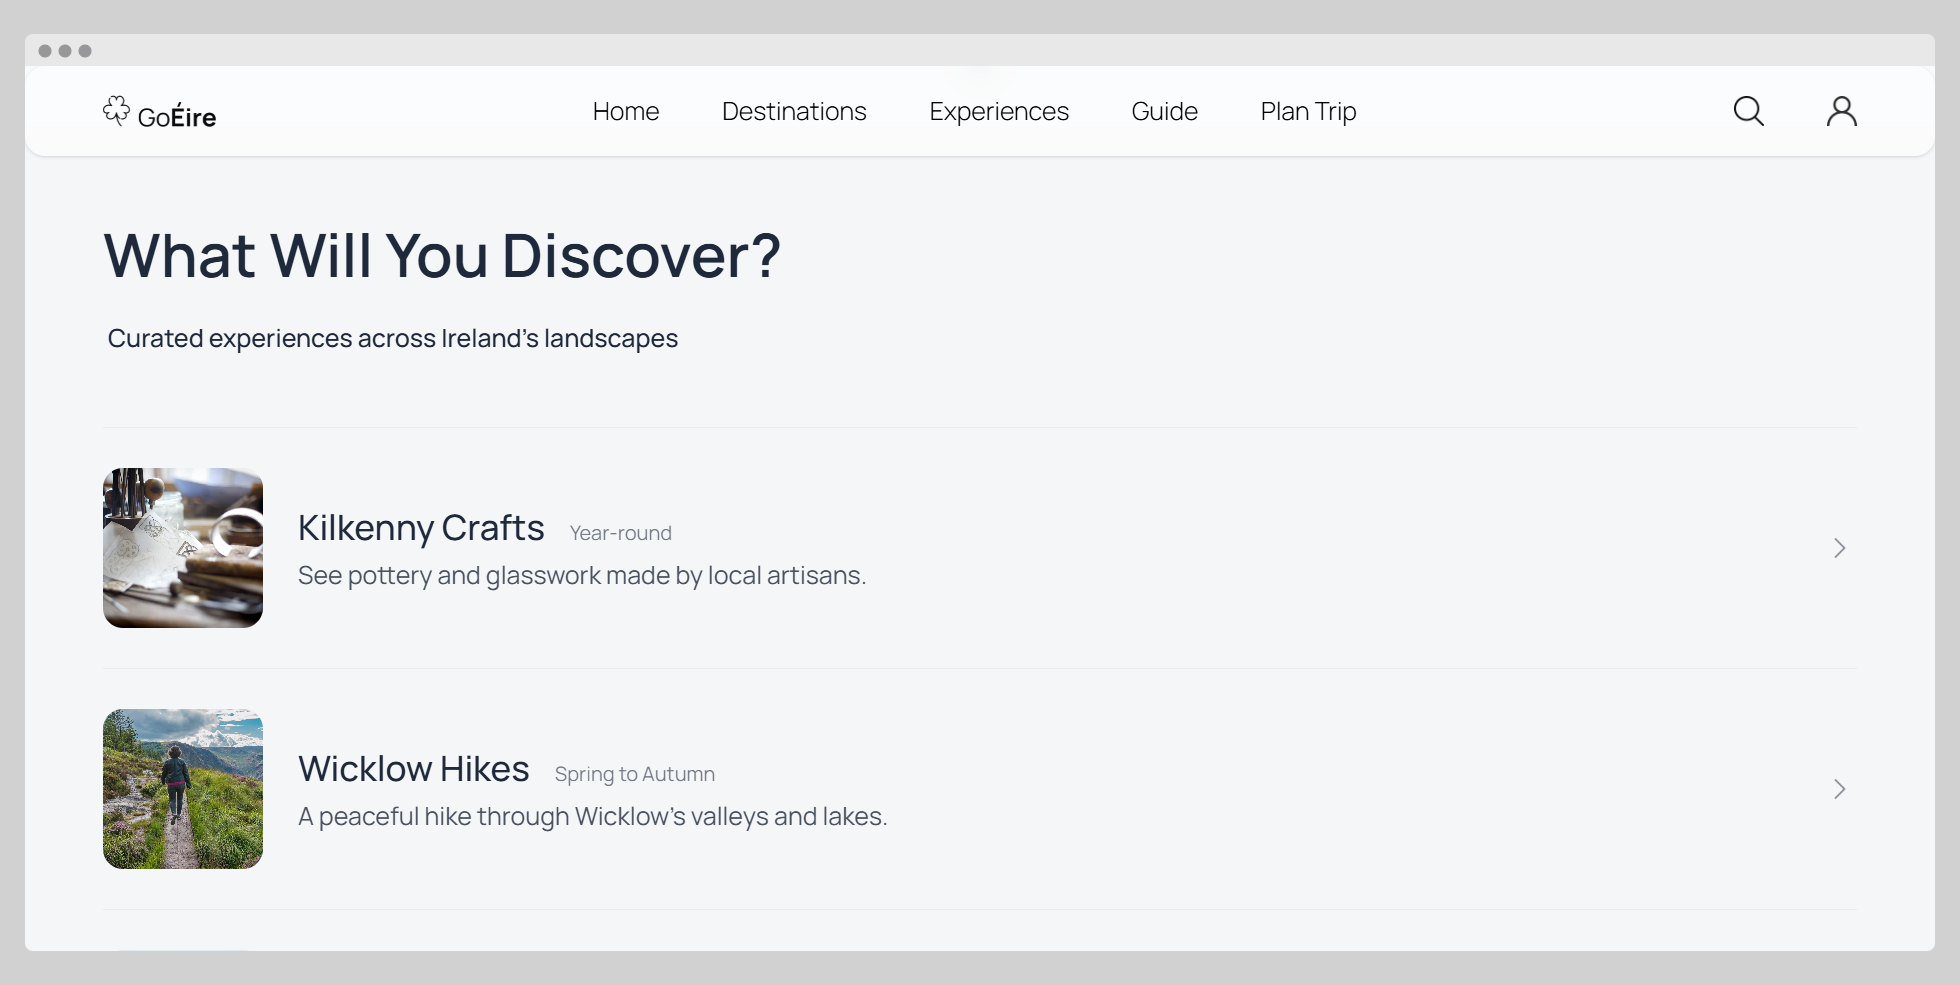 GoÉire
Home Destinations Experiences Guide Plan Trip
What Will You Discover?
Curated experiences across Ireland’s landscapes
Kilkenny Crafts Year-round
See pottery and glasswork made by local artisans.
Wicklow Hikes Spring to Autumn
A peaceful hike through Wicklow’s valleys and lakes.